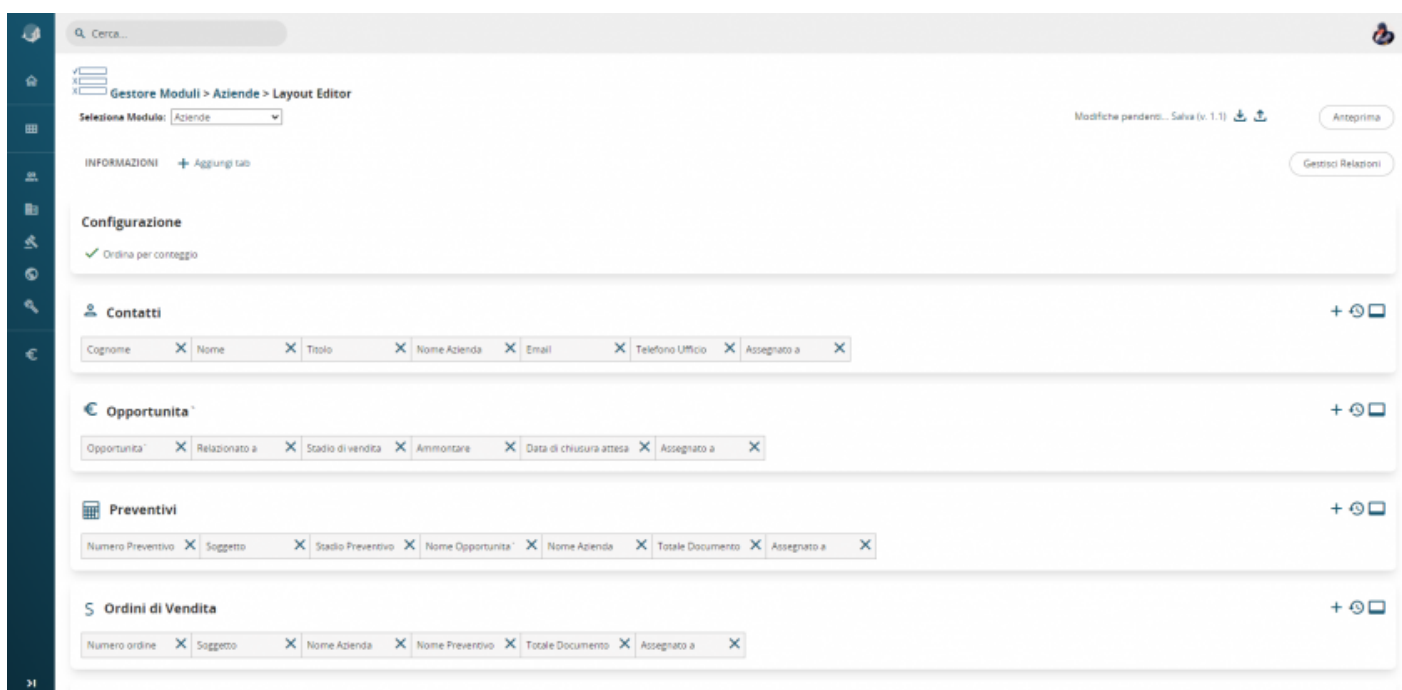 Cerca...
Gestore Moduli > Aziende > Layout Editor
Seleziona Modulo: Aziende
Modifiche pendenti... Salva (v. 1.1)
Anteprima
INFORMAZIONI + Aggiungi tab
Gestisci Relazioni
Configurazione
Ordina per conteggio
Contatti
Cognome Nome Titolo Nome Azienda Email Telefono Ufficio Assegnato a
€ Opportunita`
Opportunita` Relazionato a Stadio di vendita Ammontare Data di chiusura attesa Assegnato a
Preventivi
Numero Preventivo Soggetto Stadio Preventivo Nome Opportunita` Nome Azienda Totale Documento Assegnato a
S Ordini di Vendita
Numero ordine Soggetto Nome Azienda Nome Preventivo Totale Documento Assegnato a